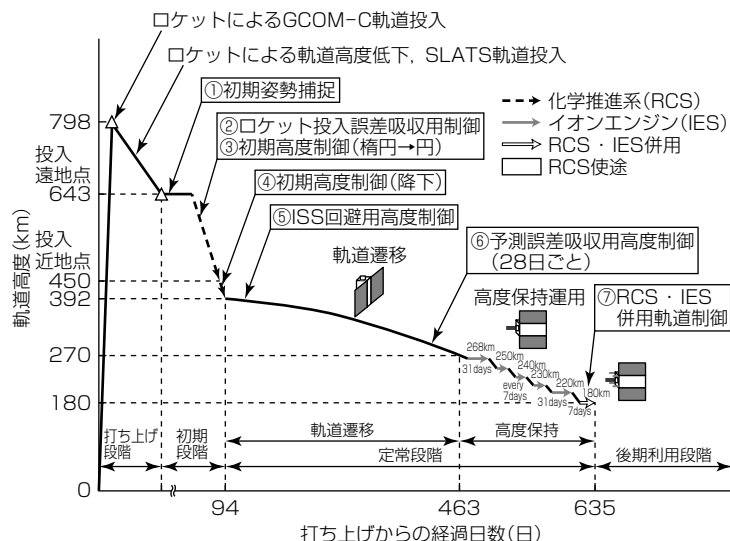 ロケットによるGCOM-C軌道投入
ロケットによる軌道高度低下，SLATS軌道投入
①初期姿勢捕捉
②ロケット投入誤差吸収用制御
③初期高度制御(楕円→円)
④初期高度制御(降下)
⑤ISS回避用高度制御
⑥予測誤差吸収用高度制御
(28日ごと)
⑦RCS・IES
併用軌道制御
化学推進系(RCS)
イオンエンジン(IES)
RCS・IES併用
RCS使途
軌道高度(km)
798
投入
遠地点
643
投入
近地点
450
392
270
180
0
軌道遷移
高度保持運用
268km
31days
250km
240km
every
7days
230km
31days
220km
7days
180km
打ち上げ
段階
初期
段階
軌道遷移
高度保持
定常段階
後期利用段階
94
463
635
打ち上げからの経過日数(日)